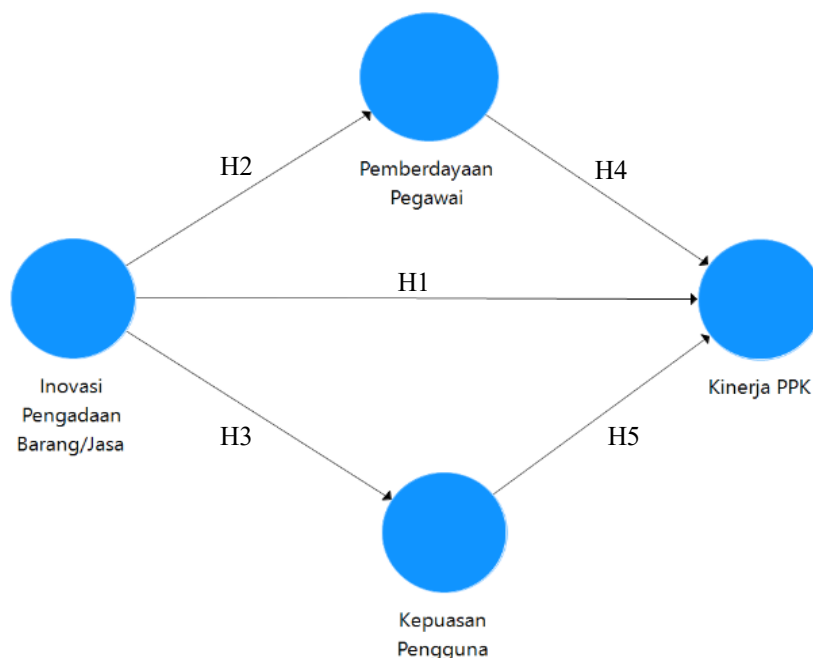 H2
Pemberdayaan
Pegawai
H4
H1
Inovasi
Pengadaan
Barang/Jasa
Kinerja PPK
H3
H5
Kepuasan
Pengguna